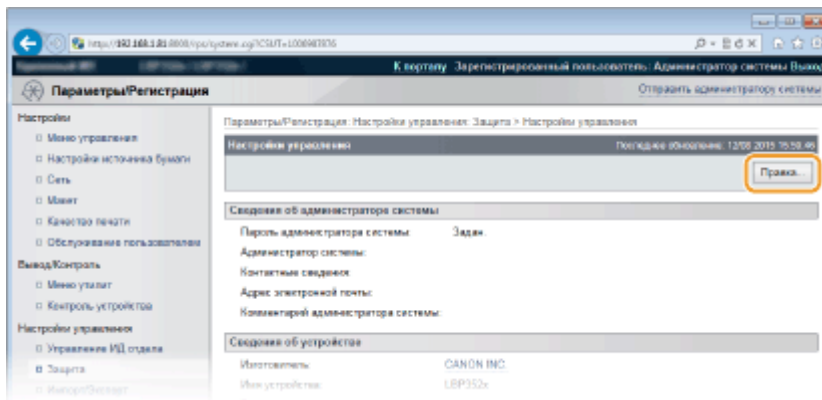 К порталу Зарегистрированный пользователь: Администратор системы Выход
Параметры/Регистрация
Отправить администратору системы
Настройки
Меню управления
Настройки источника бумаги
Сеть
Макет
Качество печати
Обслуживание пользователем
Вывод/Контроль
Меню утилит
Контроль устройства
Настройки управления
Управление ИД отдела
Защита
Импорт/Экспорт
Параметры/Регистрация: Настройки управления: Защита > Настройки управления
Настройки управления
Последнее обновление: 12/08 2015 15:59:46
Правка...
Сведения об администраторе системы
Пароль администратора системы: Задан.
Администратор системы:
Контактные сведения:
Адрес электронной почты:
Комментарий администратора системы:
Сведения об устройстве
Изготовитель: CANON INC.
Имя устройства: LBP352x